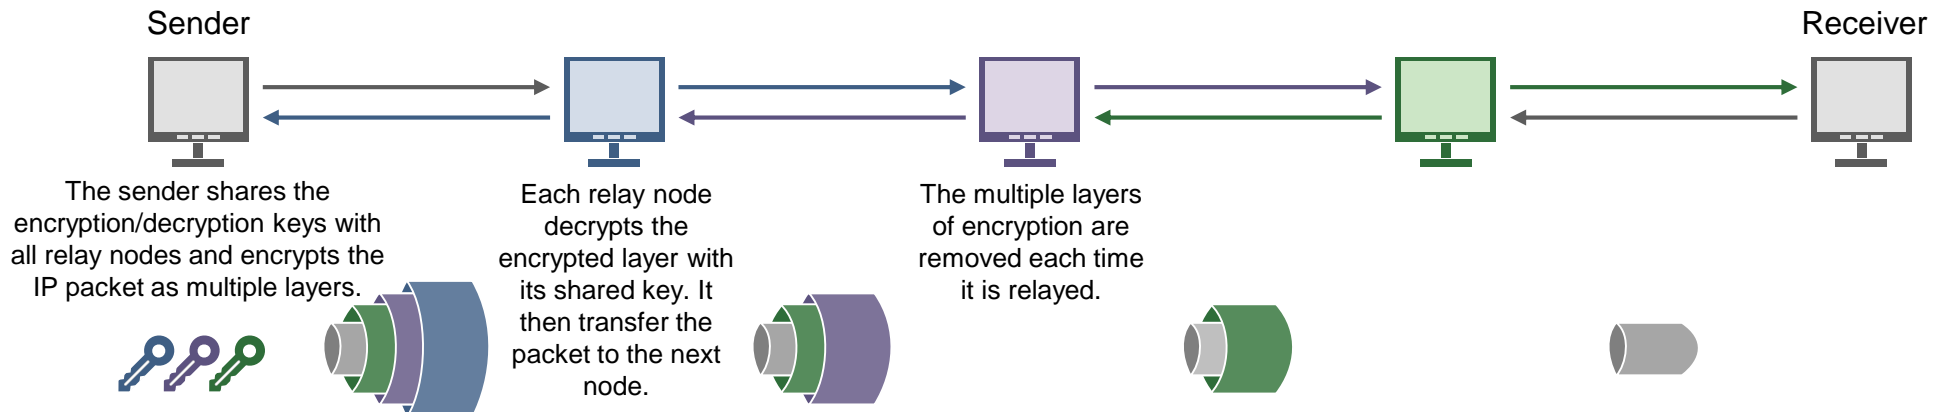 Sender
Receiver
The sender shares the
encryption/decryption keys with
all relay nodes and encrypts the
IP packet as multiple layers.
Each relay node
decrypts the
encrypted layer with
its shared key. It
then transfer the
packet to the next
node.
The multiple layers
of encryption are
removed each time
it is relayed.